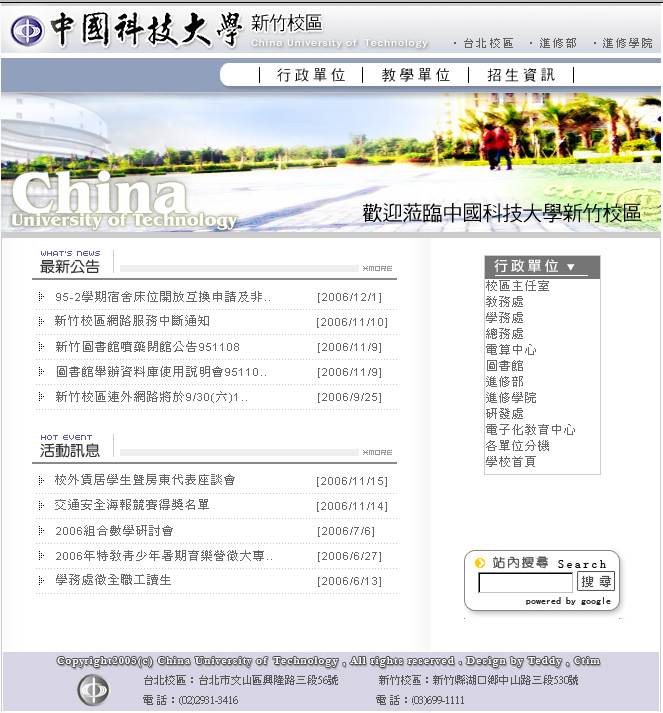 中國科技大學 新竹校區
China University of Technology
・台北校區 ・進修部 ・進修學院
行政單位 教學單位 招生資訊
China
University of Technology
歡迎蒞臨中國科技大學新竹校區
WHAT'S NEWS
最新公告 MORE
95-2學期宿舍床位開放互換申請及非.. [2006/12/1]
新竹校區網路服務中斷通知 [2006/11/10]
新竹圖書館噴藥閉館公告951108 [2006/11/9]
圖書館舉辦資料庫使用說明會95110.. [2006/11/9]
新竹校區連外網路將於9/30(六)1.. [2006/9/25]
HOT EVENT
活動訊息 MORE
校外賃居學生暨房東代表座談會 [2006/11/15]
交通安全海報競賽得獎名單 [2006/11/14]
2006組合數學研討會 [2006/7/6]
2006年特教青少年暑期育樂營徵大專.. [2006/6/27]
學務處徵全職工讀生 [2006/6/13]
行政單位 ▼
校區主任室
教務處
學務處
總務處
電算中心
圖書館
進修部
進修學院
研發處
電子化教育中心
各單位分機
學校首頁
站內搜尋 Search
搜尋
powered by google
Copyright2005(c) China University of Technology , All rights reserved . Design by Teddy , Ctim
台北校區：台北市文山區興隆路三段56號 新竹校區：新竹縣湖口鄉中山路三段530號
電話：(02)2931-3416 電話：(03)699-1111